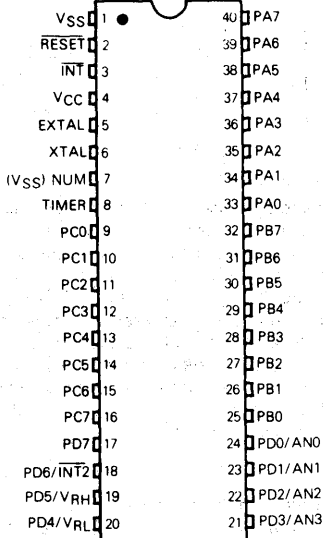 VSS 1 40 PA7
RESET 2 39 PA6
INT 3 38 PA5
VCC 4 37 PA4
EXTAL 5 36 PA3
XTAL 6 35 PA2
(VSS) NUM 7 34 PA1
TIMER 8 33 PA0
PC0 9 32 PB7
PC1 10 31 PB6
PC2 11 30 PB5
PC3 12 29 PB4
PC4 13 28 PB3
PC5 14 27 PB2
PC6 15 26 PB1
PC7 16 25 PB0
PD7 17 24 PD0/AN0
PD6/INT2 18 23 PD1/AN1
PD5/VRH 19 22 PD2/AN2
PD4/VRL 20 21 PD3/AN3